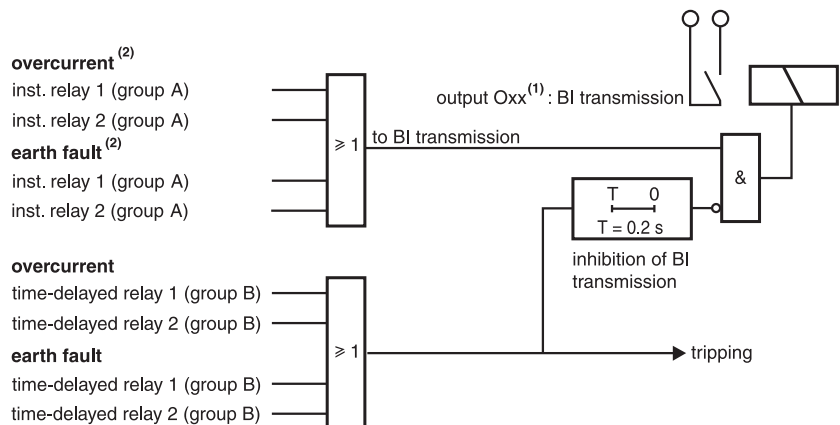 overcurrent (2)
inst. relay 1 (group A)
inst. relay 2 (group A)
earth fault (2)
inst. relay 1 (group A)
inst. relay 2 (group A)
≥ 1
to BI transmission
output Oxx(1) : BI transmission
&
T 0
T = 0.2 s
inhibition of BI
transmission
overcurrent
time-delayed relay 1 (group B)
time-delayed relay 2 (group B)
earth fault
time-delayed relay 1 (group B)
time-delayed relay 2 (group B)
≥ 1
tripping